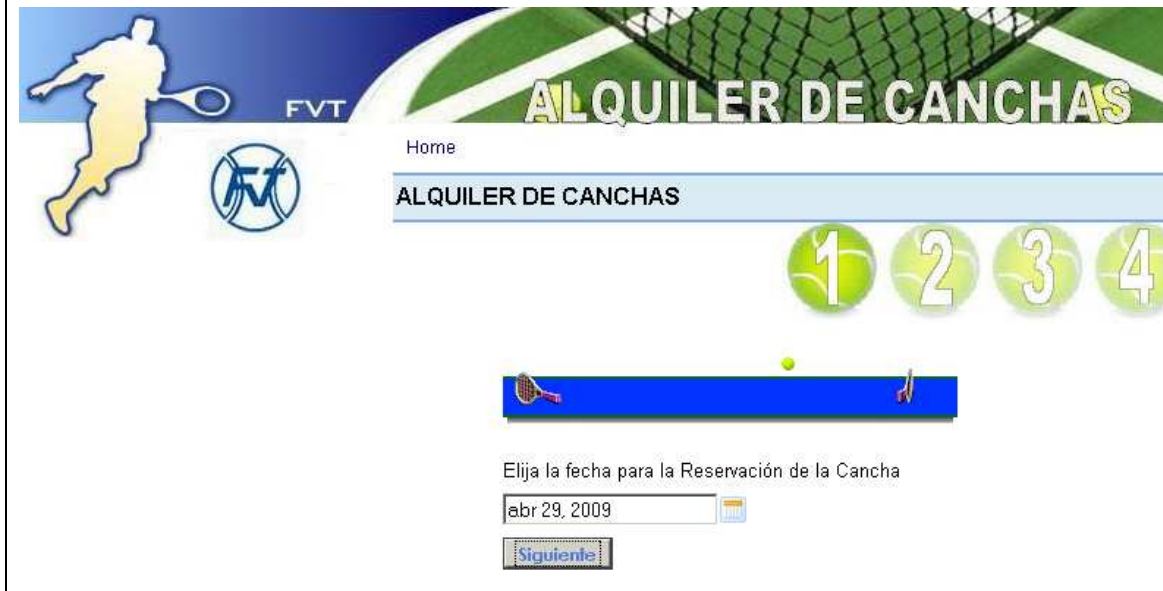 FVT
ALQUILER DE CANCHAS
FVT
Home
ALQUILER DE CANCHAS
1 2 3 4
Elija la fecha para la Reservación de la Cancha
abr 29, 2009
Siguiente